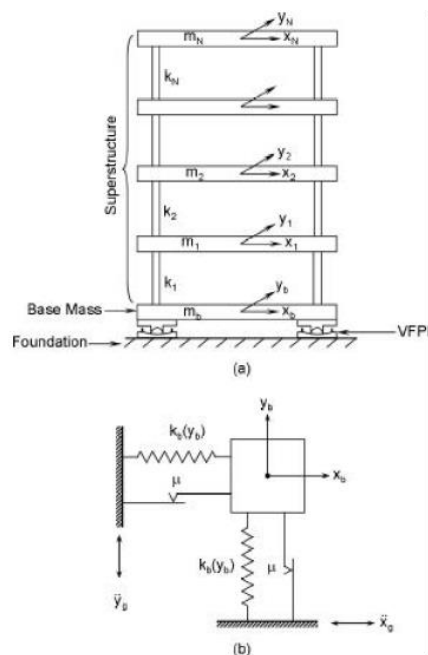 y_N
m_N x_N
k_N
Superstructure
y_2
m_2 x_2
k_2
y_1
m_1 x_1
k_1
y_b
Base Mass
m_b x_b
VFPI
Foundation
(a)
y_b
k_b(y_b)
x_b
μ
k_b(y_b) μ
ÿ_g
ẍ_g
(b)